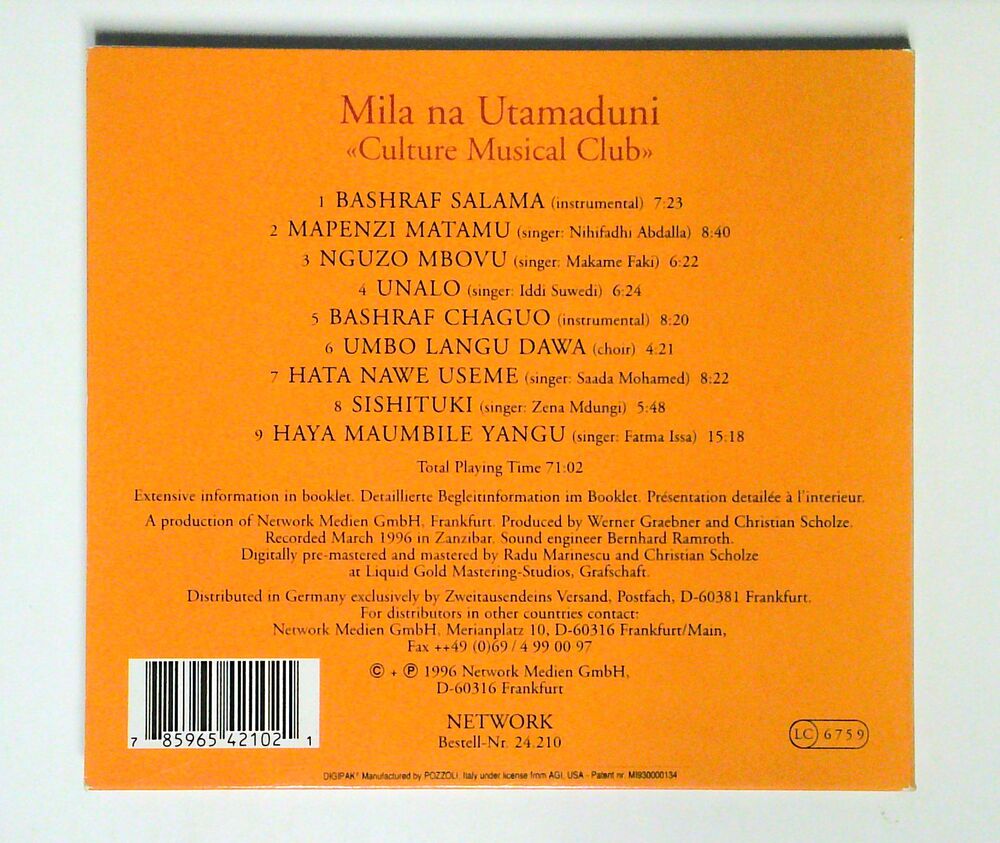 Mila na Utamaduni
«Culture Musical Club»
1 BASHRAF SALAMA (instrumental) 7:23
2 MAPENZI MATAMU (singer: Nihifadhi Abdalla) 8:40
3 NGUZO MBOVU (singer: Makame Faki) 6:22
4 UNALO (singer: Iddi Suwedi) 6:24
5 BASHRAF CHAGUO (instrumental) 8:20
6 UMBO LANGU DAWA (choir) 4:21
7 HATA NAWE USEME (singer: Saada Mohamed) 8:22
8 SISHITUKI (singer: Zena Mdungi) 5:48
9 HAYA MAUMBILE YANGU (singer: Fatma Issa) 15:18
Total Playing Time 71:02
Extensive information in booklet. Detaillierte Begleitinformation im Booklet. Présentation detailée à l'interieur.
A production of Network Medien GmbH, Frankfurt. Produced by Werner Graebner and Christian Scholze.
Recorded March 1996 in Zanzibar. Sound engineer Bernhard Ramroth.
Digitally pre-mastered and mastered by Radu Marinescu and Christian Scholze
at Liquid Gold Mastering-Studios, Grafschaft.
Distributed in Germany exclusively by Zweitausendeins Versand, Postfach, D-60381 Frankfurt.
For distributors in other countries contact:
Network Medien GmbH, Merianplatz 10, D-60316 Frankfurt/Main,
Fax ++49 (0)69 / 4 99 00 97
© + ℗ 1996 Network Medien GmbH,
D-60316 Frankfurt
NETWORK
Bestell-Nr. 24.210
7 85965 42102 1
LC 6759
DIGIPAK® Manufactured by POZZOLI, Italy under license from AGI, USA - Patent nr. MI930000134